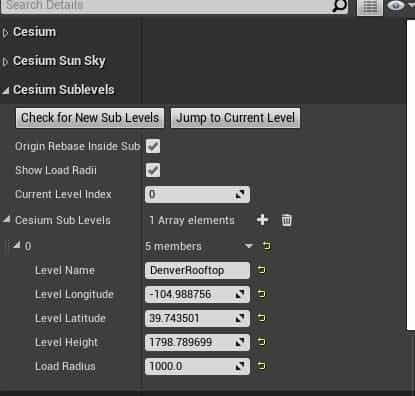 Search Details
Cesium
Cesium Sun Sky
Cesium Sublevels
Check for New Sub Levels Jump to Current Level
Origin Rebase Inside Sub
Show Load Radii
Current Level Index 0
Cesium Sub Levels 1 Array elements
0 5 members
Level Name DenverRooftop
Level Longitude -104.988756
Level Latitude 39.743501
Level Height 1798.789699
Load Radius 1000.0